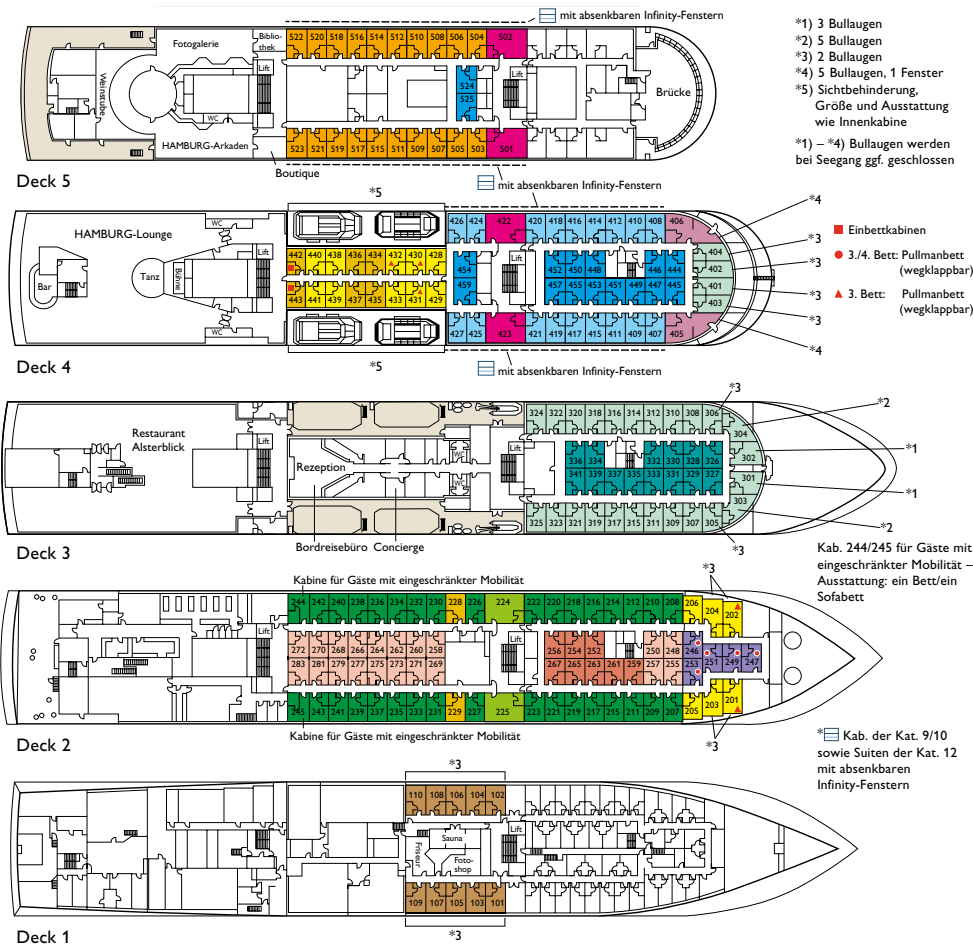 mit absenkbaren Infinity-Fenstern
*1) 3 Bullaugen
*2) 5 Bullaugen
*3) 2 Bullaugen
*4) 5 Bullaugen, 1 Fenster
*5) Sichtbehinderung,
Größe und Ausstattung
wie Innenkabine
*1) – *4) Bullaugen werden
bei Seegang ggf. geschlossen
Fotogalerie
Biblio-
thek
522 520 518 516 514 512 510 508 506 504 502
Lift
Lift
Weinstube
524
525
Brücke
WC
HAMBURG-Arkaden
523 521 519 517 515 511 509 507 505 503 501
Boutique
Deck 5
mit absenkbaren Infinity-Fenstern
*5
*4
HAMBURG-Lounge
WC
426 424 422 420 418 416 414 412 410 408 406
*3
Einbettkabinen
3./4. Bett: Pullmanbett
(wegklappbar)
3. Bett: Pullmanbett
(wegklappbar)
Lift
442 440 438 436 434 432 430 428
454
Lift
452 450 448 446 444
404
402
*3
Bar
Tanz
Bühne
443 441 439 437 435 433 431 429
459
457 455 453 451 449 447 445
401
403
*3
*3
WC
427 425 423 421 419 417 415 411 409 407 405
*4
Deck 4
*5
mit absenkbaren Infinity-Fenstern
*3
*2
324 322 320 318 316 314 312 310 308 306
304
Restaurant
Alsterblick
Lift
Rezeption
WC
Lift
336 334 332 330 328 326
302
*1
341 339 337 335 333 331 329 327
301
WC
303
*1
325 323 321 319 317 315 311 309 307 305
*2
Bordreisebüro Concierge
*3
Deck 3
Kab. 244/245 für Gäste mit
eingeschränkter Mobilität –
Ausstattung: ein Bett/ein
Sofabett
*3
Kabine für Gäste mit eingeschränkter Mobilität
244 242 240 238 236 234 232 230 228 226 224 222 220 218 216 214 212 210 208 206 204 202
Lift
Lift
272 270 268 266 264 262 260 258
256 254 252 250 248 246
251 249 247
283 281 279 277 275 273 271 269
267 265 263 261 259 257 255 253
245 243 241 239 237 235 233 231 229 227 225 223 221 219 217 215 211 209 207 205 203 201
Kabine für Gäste mit eingeschränkter Mobilität
*3
Deck 2
* Kab. der Kat. 9/10
sowie Suiten der Kat. 12
mit absenkbaren
Infinity-Fenstern
*3
110 108 106 104 102
Friseur
Sauna
Lift
Foto-
shop
109 107 105 103 101
*3
Deck 1